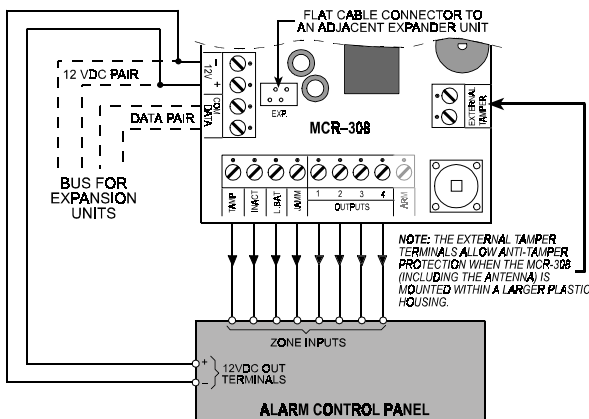 FLAT CABLE CONNECTOR TO
AN ADJACENT EXPANDER UNIT
12 VDC PAIR
DATA PAIR
BUS FOR
EXPANSION
UNITS
12V
– +
DATA
COM
EXP.
MCR–308
EXTERNAL
TAMPER
TAMP
INACT
L.BAT
JAMM
1 2 3 4
OUTPUTS
ARM
NOTE: THE EXTERNAL TAMPER
TERMINALS ALLOW ANTI-TAMPER
PROTECTION WHEN THE MCR-308
(INCLUDING THE ANTENNA) IS
MOUNTED WITHIN A LARGER PLASTIC
HOUSING.
ZONE INPUTS
+
–
12VDC OUT
TERMINALS
ALARM CONTROL PANEL